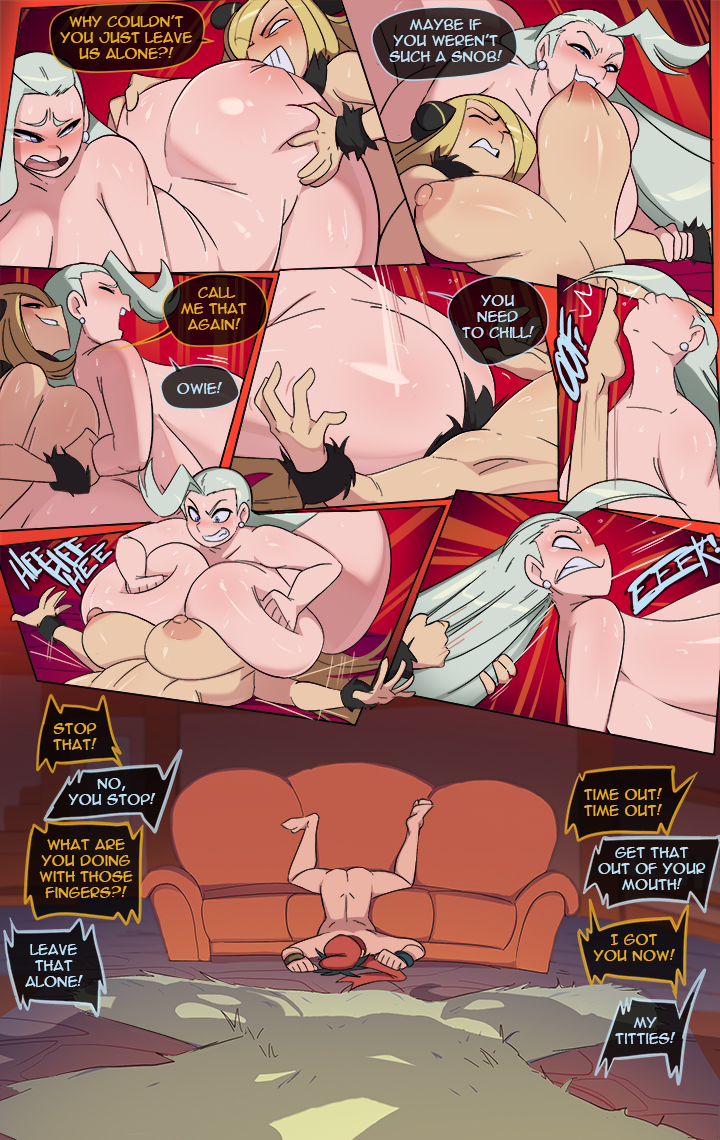 WHY COULDN'T
YOU JUST LEAVE
US ALONE?!
MAYBE IF
YOU WEREN'T
SUCH A SNOB!
CALL
ME THAT
AGAIN!
OWIE!
YOU
NEED
TO CHILL!
OOF!
HEE HEE
HEE
EEEK!
STOP
THAT!
NO,
YOU STOP!
WHAT ARE
YOU DOING
WITH THOSE
FINGERS?!
LEAVE
THAT
ALONE!
TIME OUT!
TIME OUT!
GET THAT
OUT OF YOUR
MOUTH!
I GOT
YOU NOW!
MY
TITTIES!